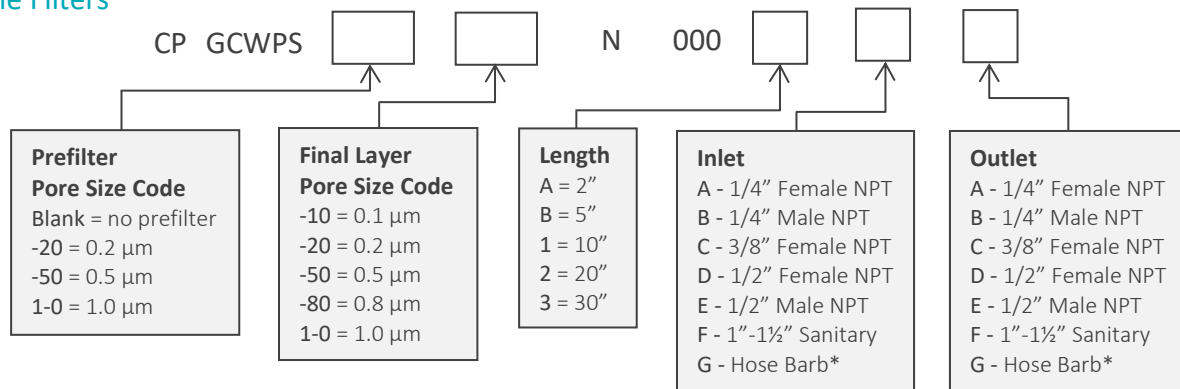 ne Filters
CP GCWPS N 000
Prefilter
Pore Size Code
Blank = no prefilter
-20 = 0.2 µm
-50 = 0.5 µm
1-0 = 1.0 µm
Final Layer
Pore Size Code
-10 = 0.1 µm
-20 = 0.2 µm
-50 = 0.5 µm
-80 = 0.8 µm
1-0 = 1.0 µm
Length
A = 2”
B = 5”
1 = 10”
2 = 20”
3 = 30”
Inlet
A - 1/4” Female NPT
B - 1/4” Male NPT
C - 3/8” Female NPT
D - 1/2” Female NPT
E - 1/2” Male NPT
F - 1”-1½” Sanitary
G - Hose Barb*
Outlet
A - 1/4” Female NPT
B - 1/4” Male NPT
C - 3/8” Female NPT
D - 1/2” Female NPT
E - 1/2” Male NPT
F - 1”-1½” Sanitary
G - Hose Barb*